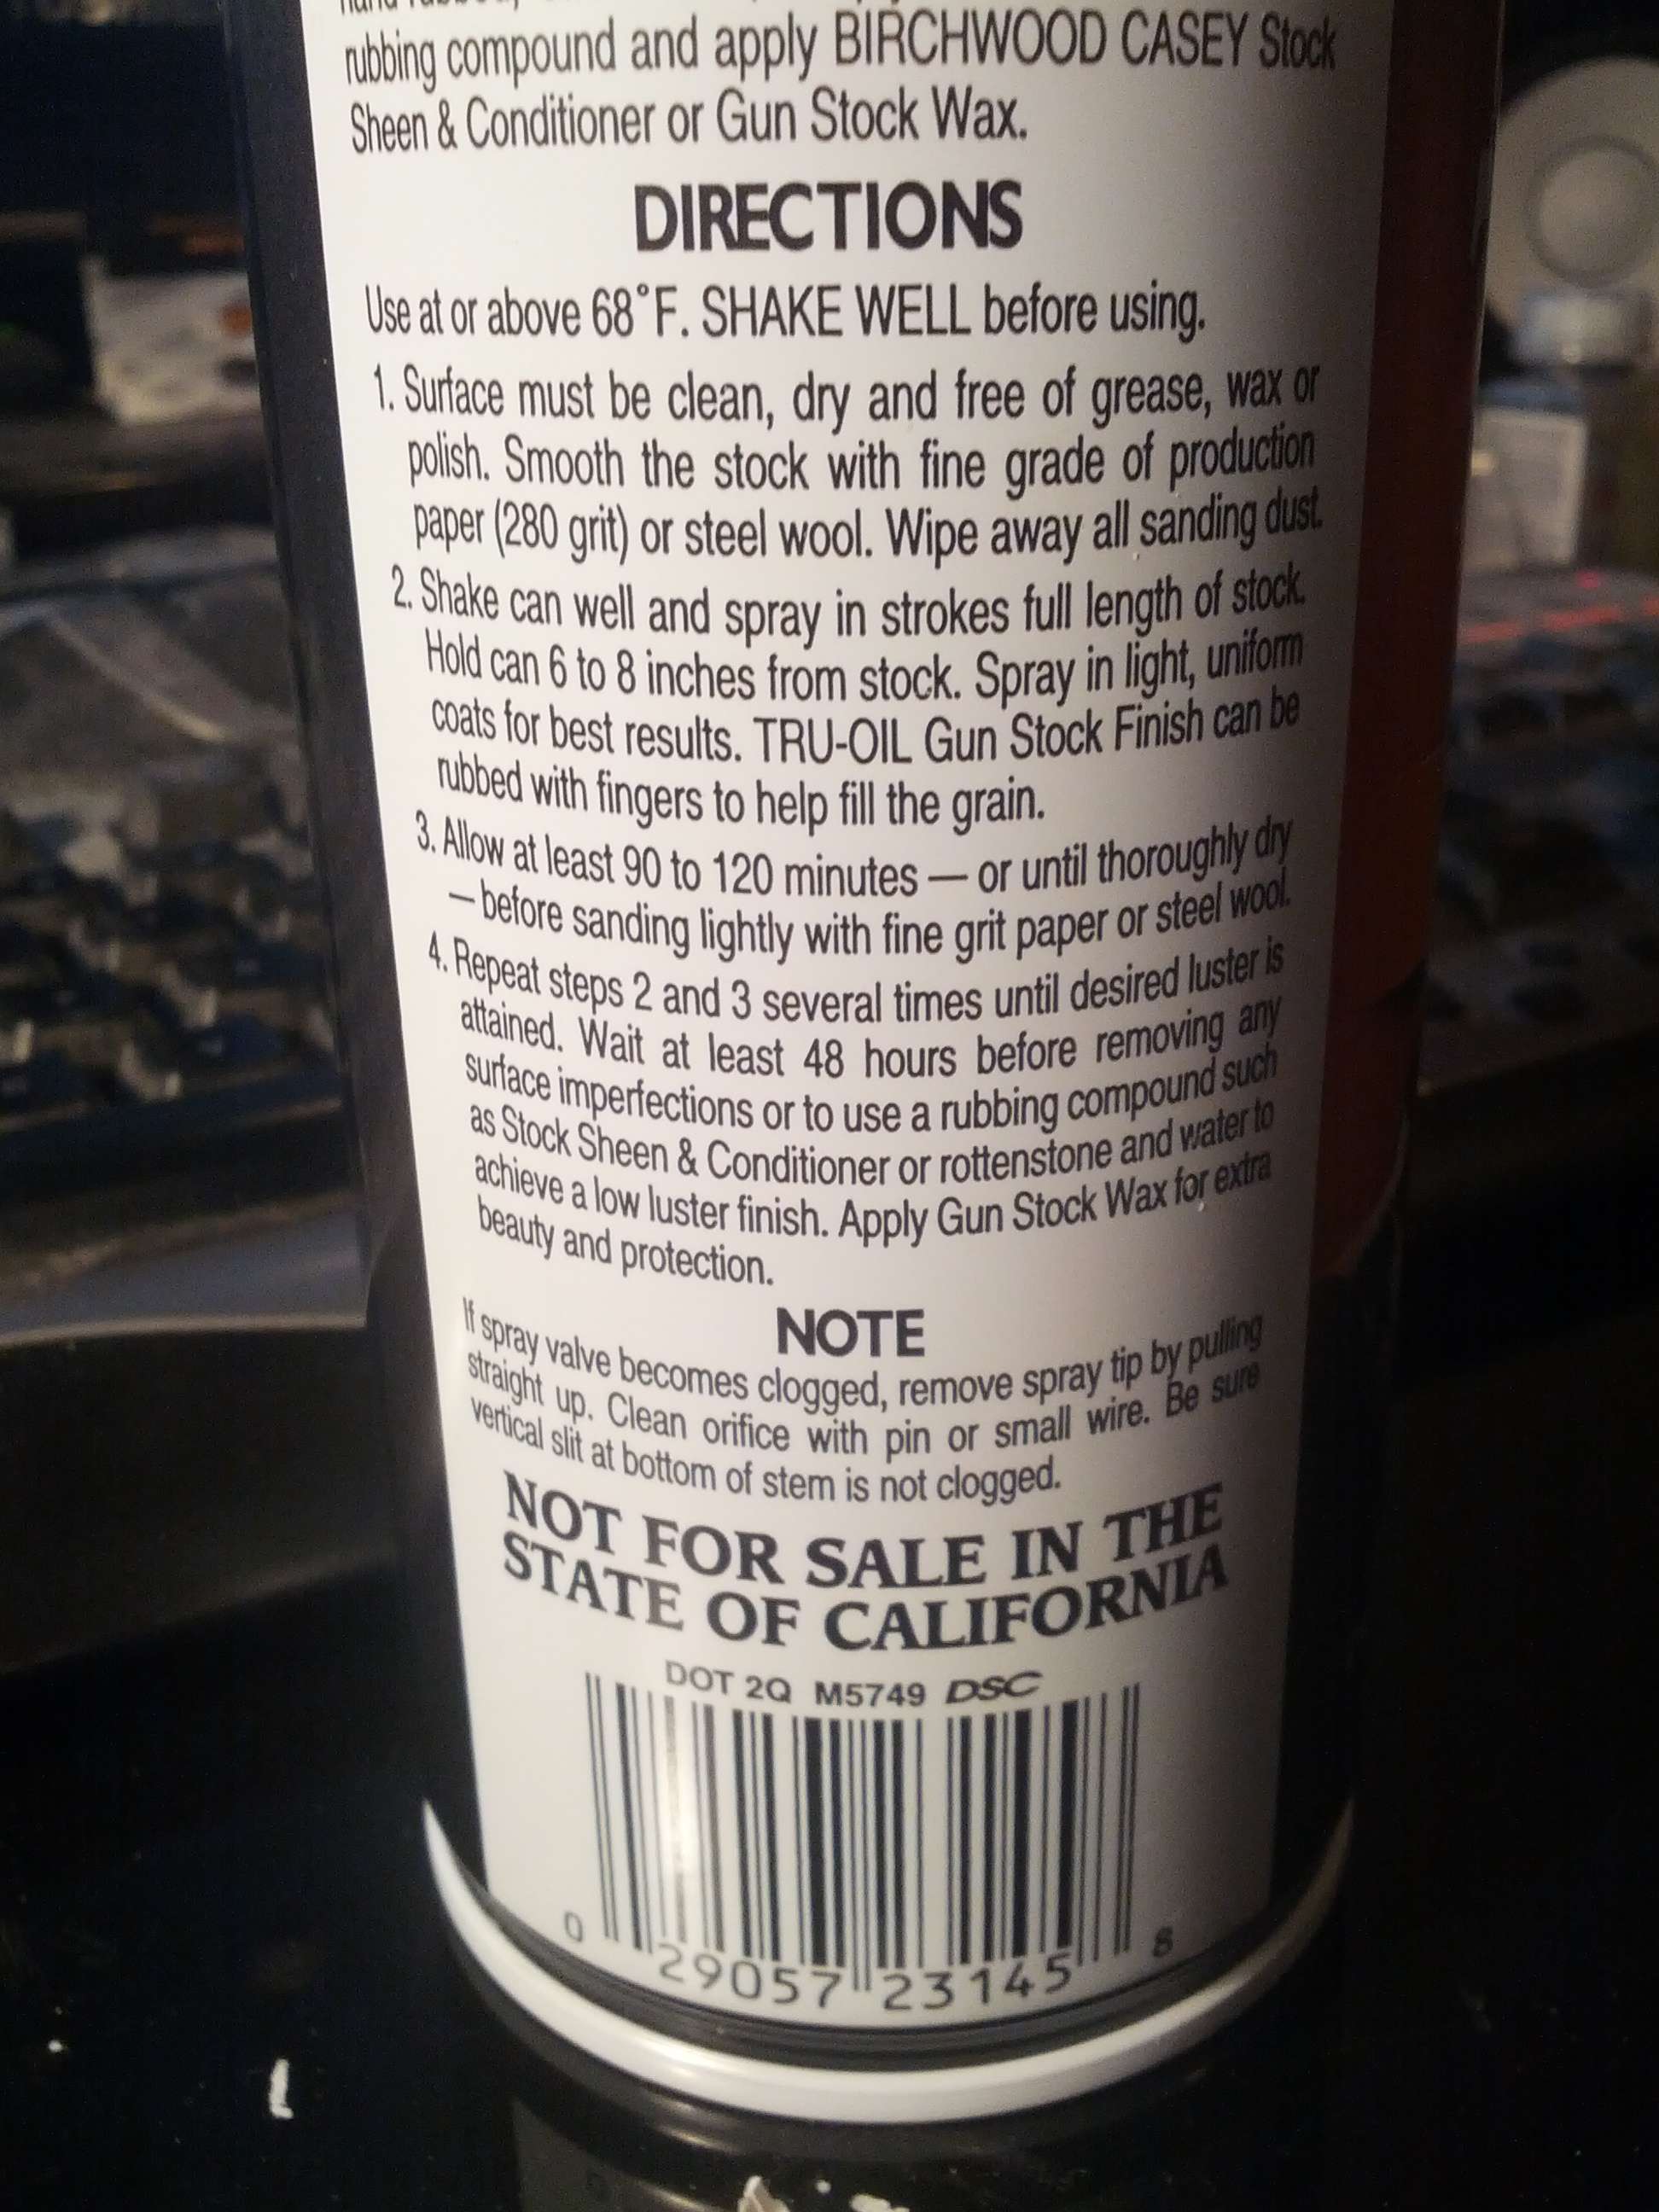 rubbing compound and apply BIRCHWOOD CASEY Stock
Sheen & Conditioner or Gun Stock Wax.
DIRECTIONS
Use at or above 68°F. SHAKE WELL before using.
1. Surface must be clean, dry and free of grease, wax or
polish. Smooth the stock with fine grade of production
paper (280 grit) or steel wool. Wipe away all sanding dust.
2. Shake can well and spray in strokes full length of stock.
Hold can 6 to 8 inches from stock. Spray in light, uniform
coats for best results. TRU-OIL Gun Stock Finish can be
rubbed with fingers to help fill the grain.
3. Allow at least 90 to 120 minutes — or until thoroughly dry
— before sanding lightly with fine grit paper or steel wool.
4. Repeat steps 2 and 3 several times until desired luster is
attained. Wait at least 48 hours before removing any
surface imperfections or to use a rubbing compound such
as Stock Sheen & Conditioner or rottenstone and water to
achieve a low luster finish. Apply Gun Stock Wax for extra
beauty and protection.
NOTE
If spray valve becomes clogged, remove spray tip by pulling
straight up. Clean orifice with pin or small wire. Be sure
vertical slit at bottom of stem is not clogged.
NOT FOR SALE IN THE
STATE OF CALIFORNIA
DOT 2Q M5749 DSC
0 29057 23145 8